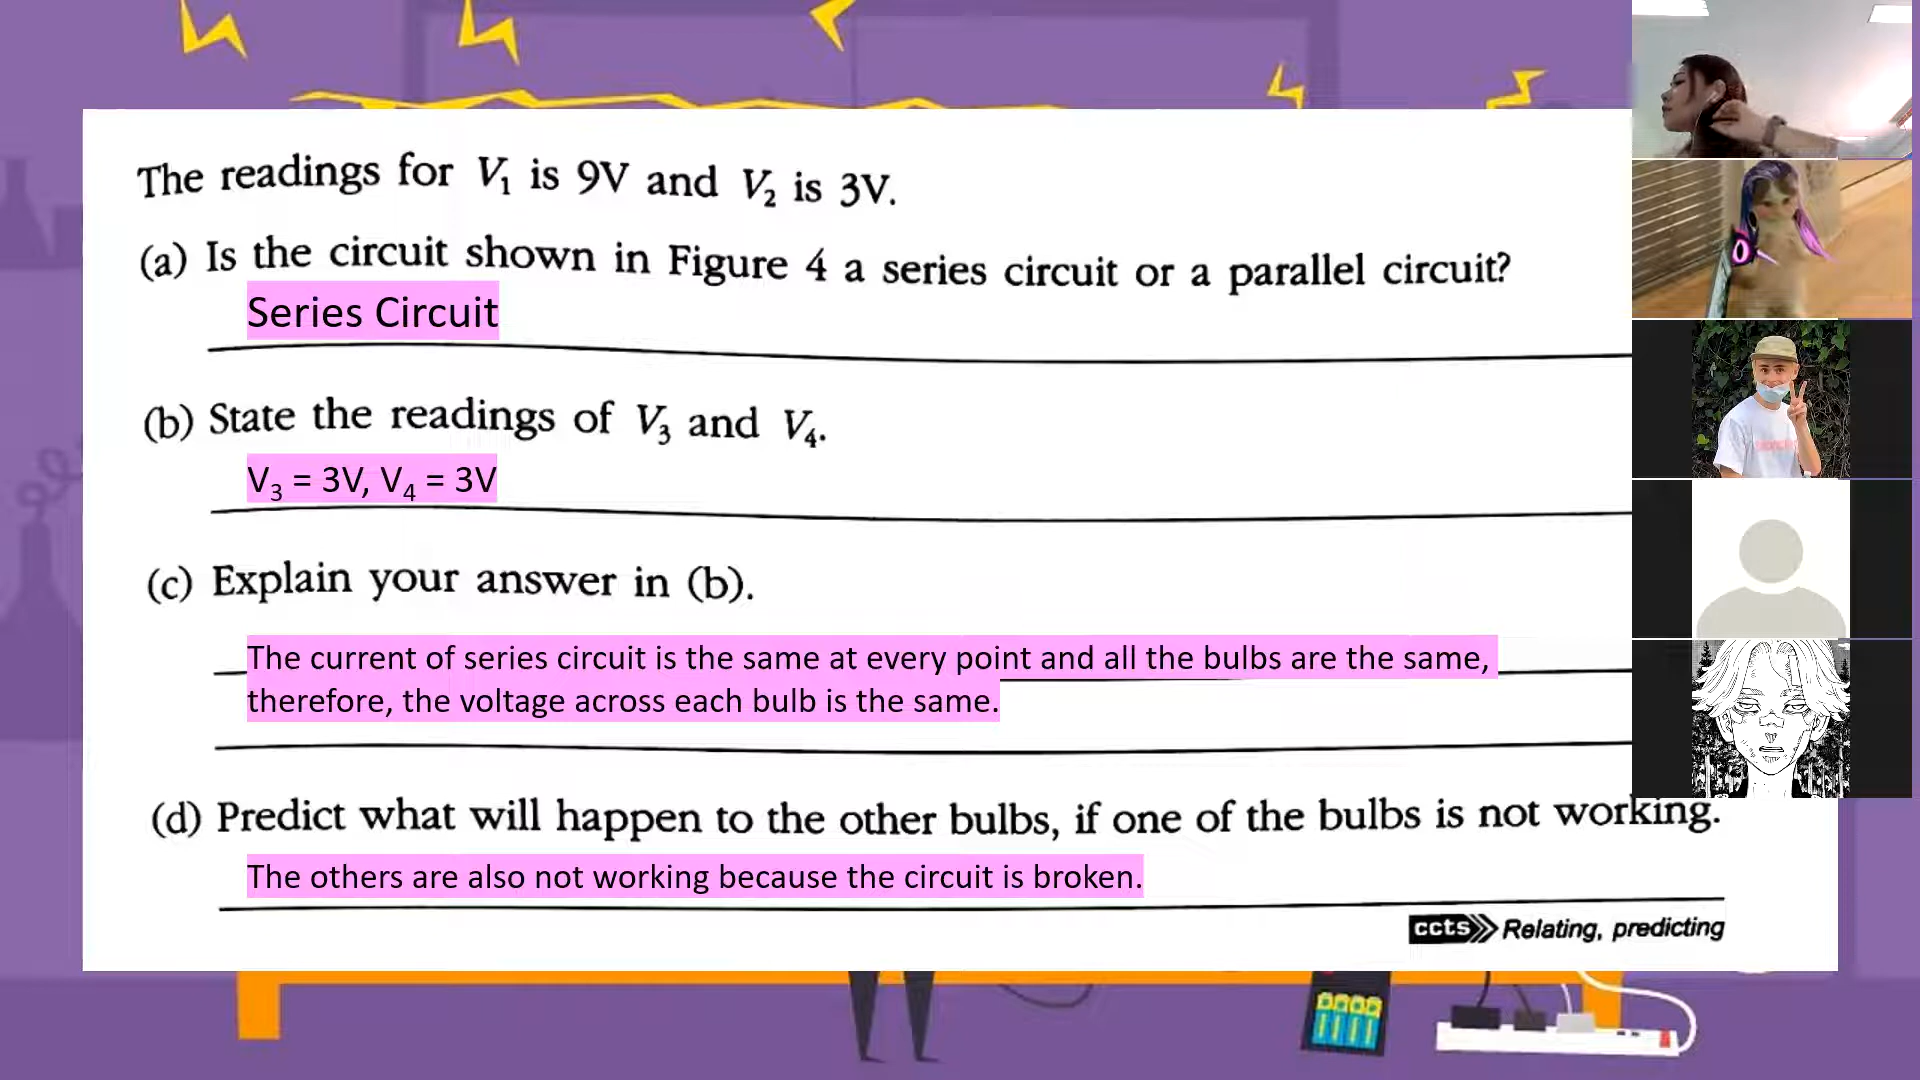 The readings for V₁ is 9V and V₂ is 3V.
(a) Is the circuit shown in Figure 4 a series circuit or a parallel circuit?
Series Circuit
(b) State the readings of V₃ and V₄.
V₃ = 3V, V₄ = 3V
(c) Explain your answer in (b).
The current of series circuit is the same at every point and all the bulbs are the same,
therefore, the voltage across each bulb is the same.
(d) Predict what will happen to the other bulbs, if one of the bulbs is not working.
The others are also not working because the circuit is broken.
ccts Relating, predicting